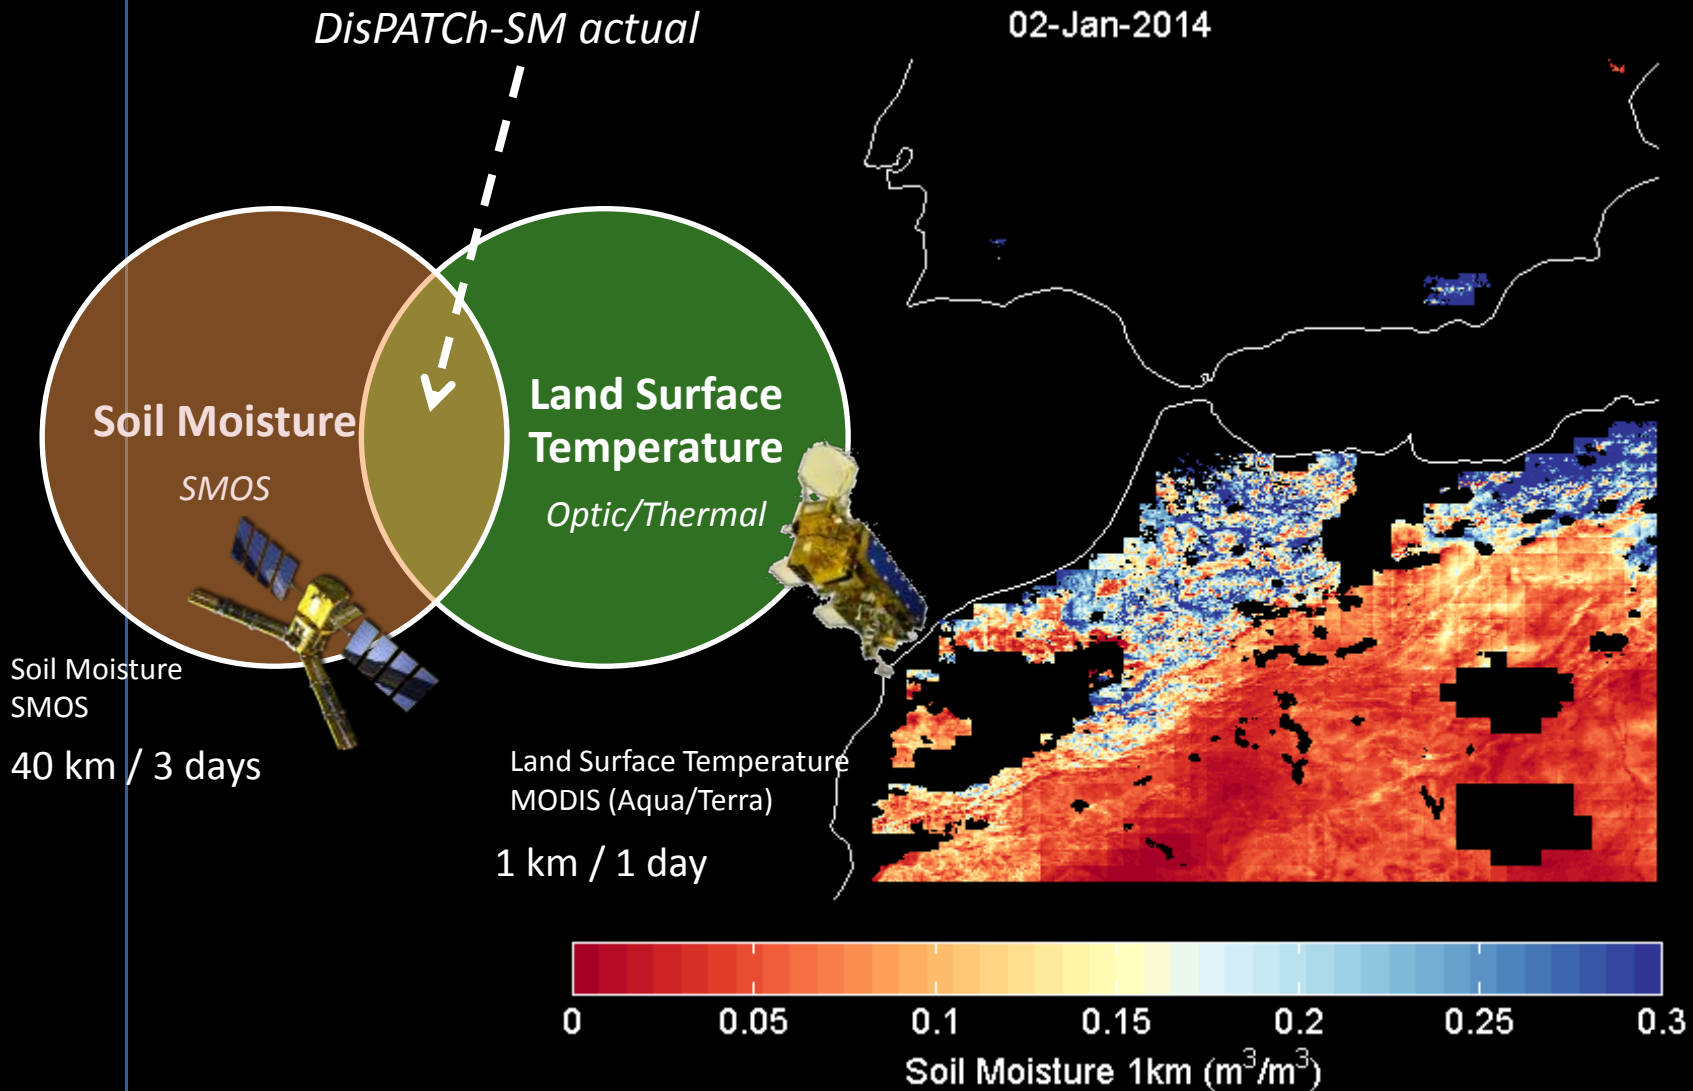 DisPATCh-SM actual
02-Jan-2014
Soil Moisture
SMOS
Land Surface
Temperature
Optic/Thermal
Soil Moisture
SMOS
40 km / 3 days
Land Surface Temperature
MODIS (Aqua/Terra)
1 km / 1 day
0 0.05 0.1 0.15 0.2 0.25 0.3
Soil Moisture 1km (m³/m³)